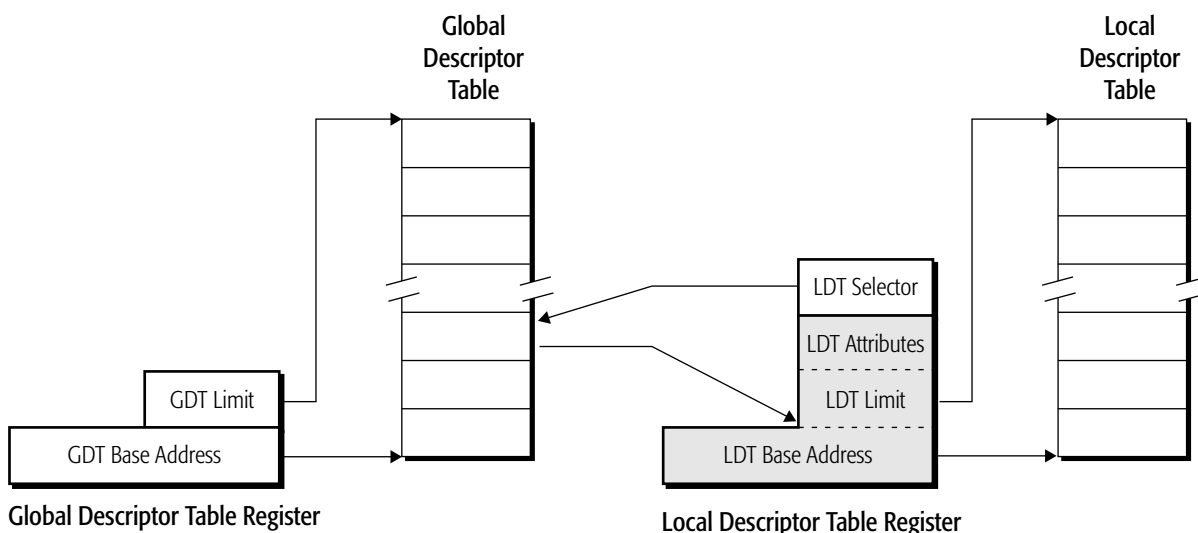 Global
Descriptor
Table
Local
Descriptor
Table
LDT Selector
LDT Attributes
GDT Limit
LDT Limit
GDT Base Address
LDT Base Address
Global Descriptor Table Register
Local Descriptor Table Register